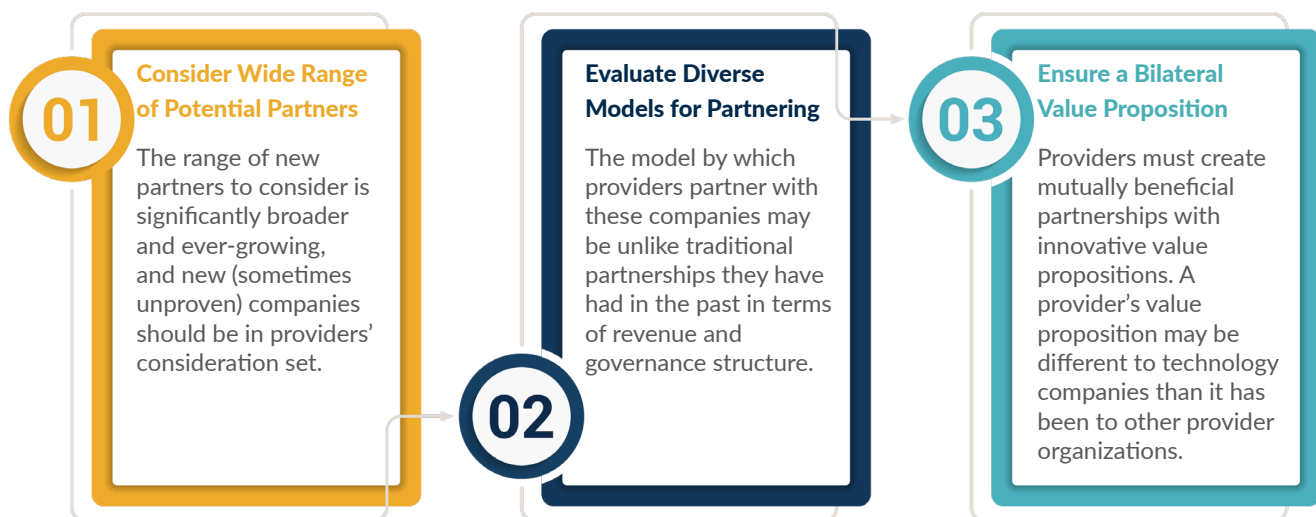 01
Consider Wide Range
of Potential Partners
The range of new
partners to consider is
significantly broader
and ever-growing,
and new (sometimes
unproven) companies
should be in providers’
consideration set.
02
Evaluate Diverse
Models for Partnering
The model by which
providers partner with
these companies may
be unlike traditional
partnerships they have
had in the past in terms
of revenue and
governance structure.
03
Ensure a Bilateral
Value Proposition
Providers must create
mutually beneficial
partnerships with
innovative value
propositions. A
provider’s value
proposition may be
different to technology
companies than it has
been to other provider
organizations.